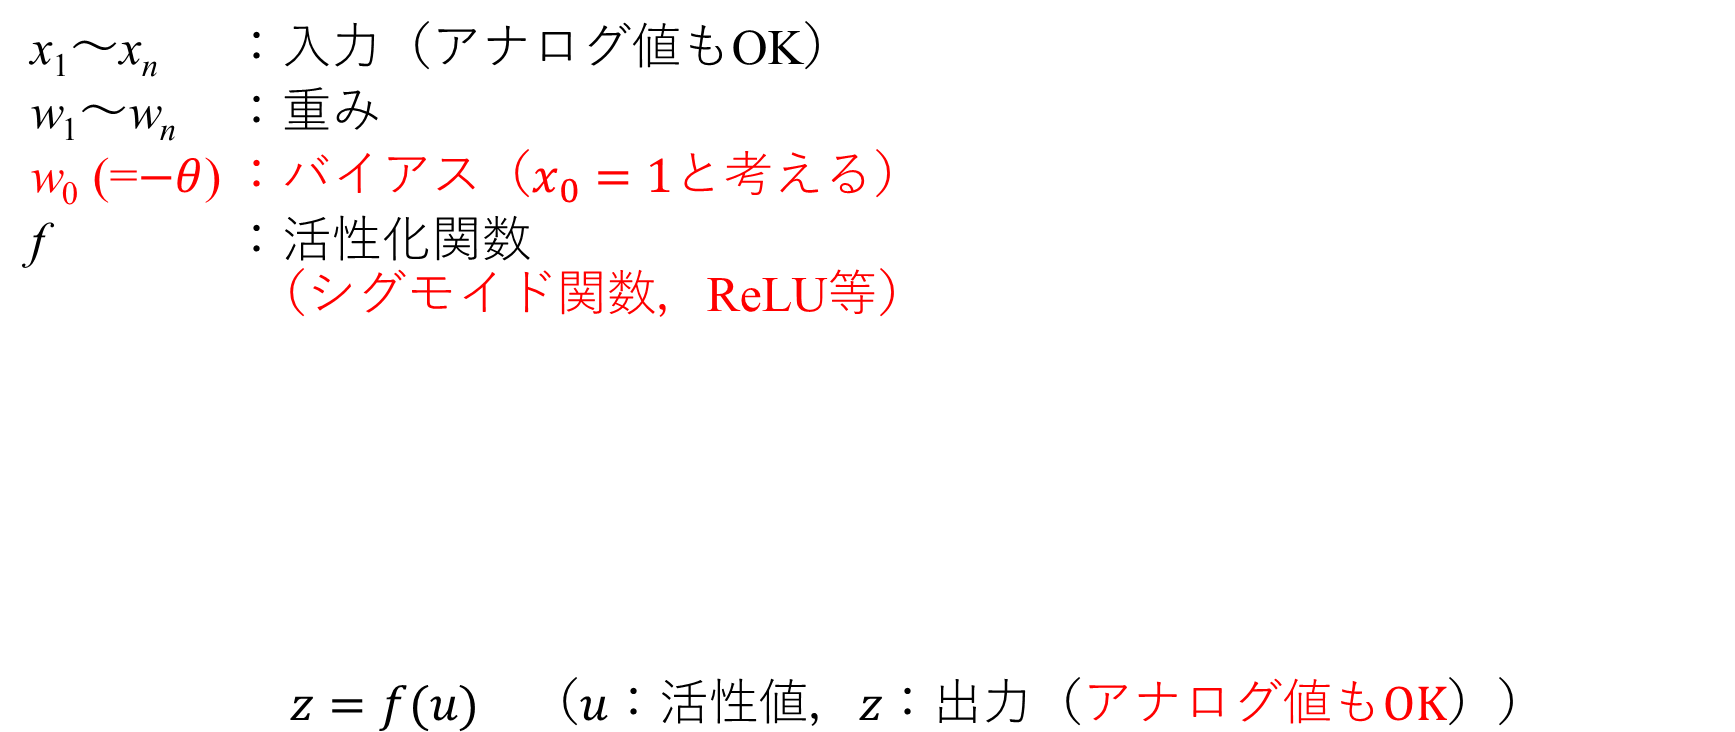 x₁～xₙ ：入力（アナログ値もOK）
w₁～wₙ ：重み
w₀ (=−θ) ：バイアス（x₀ = 1と考える）
f ：活性化関数
（シグモイド関数，ReLU等）
z = f(u) （u：活性値，z：出力（アナログ値もOK））